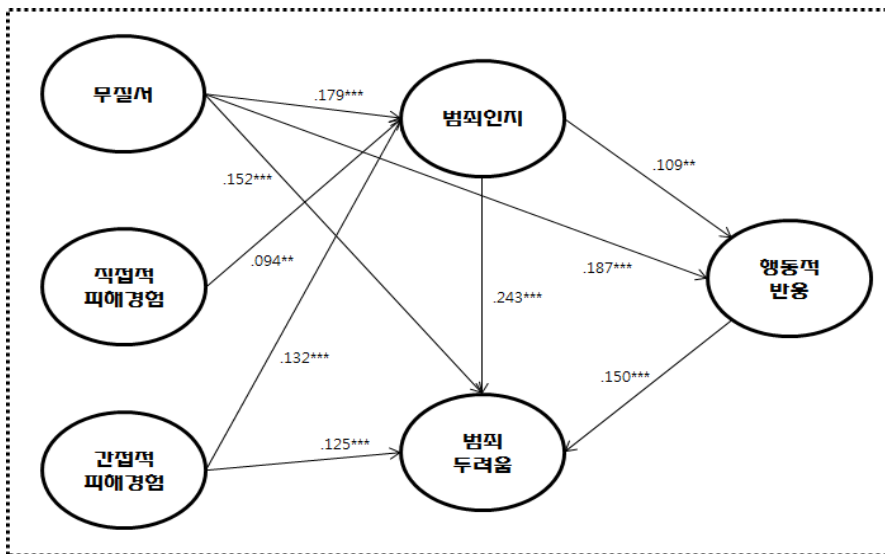 무질서
.179***
범죄인지
.109**
.152***
직접적
피해경험
.094**
.187***
행동적
반응
.243***
.132***
.150***
간접적
피해경험
.125***
범죄
두려움